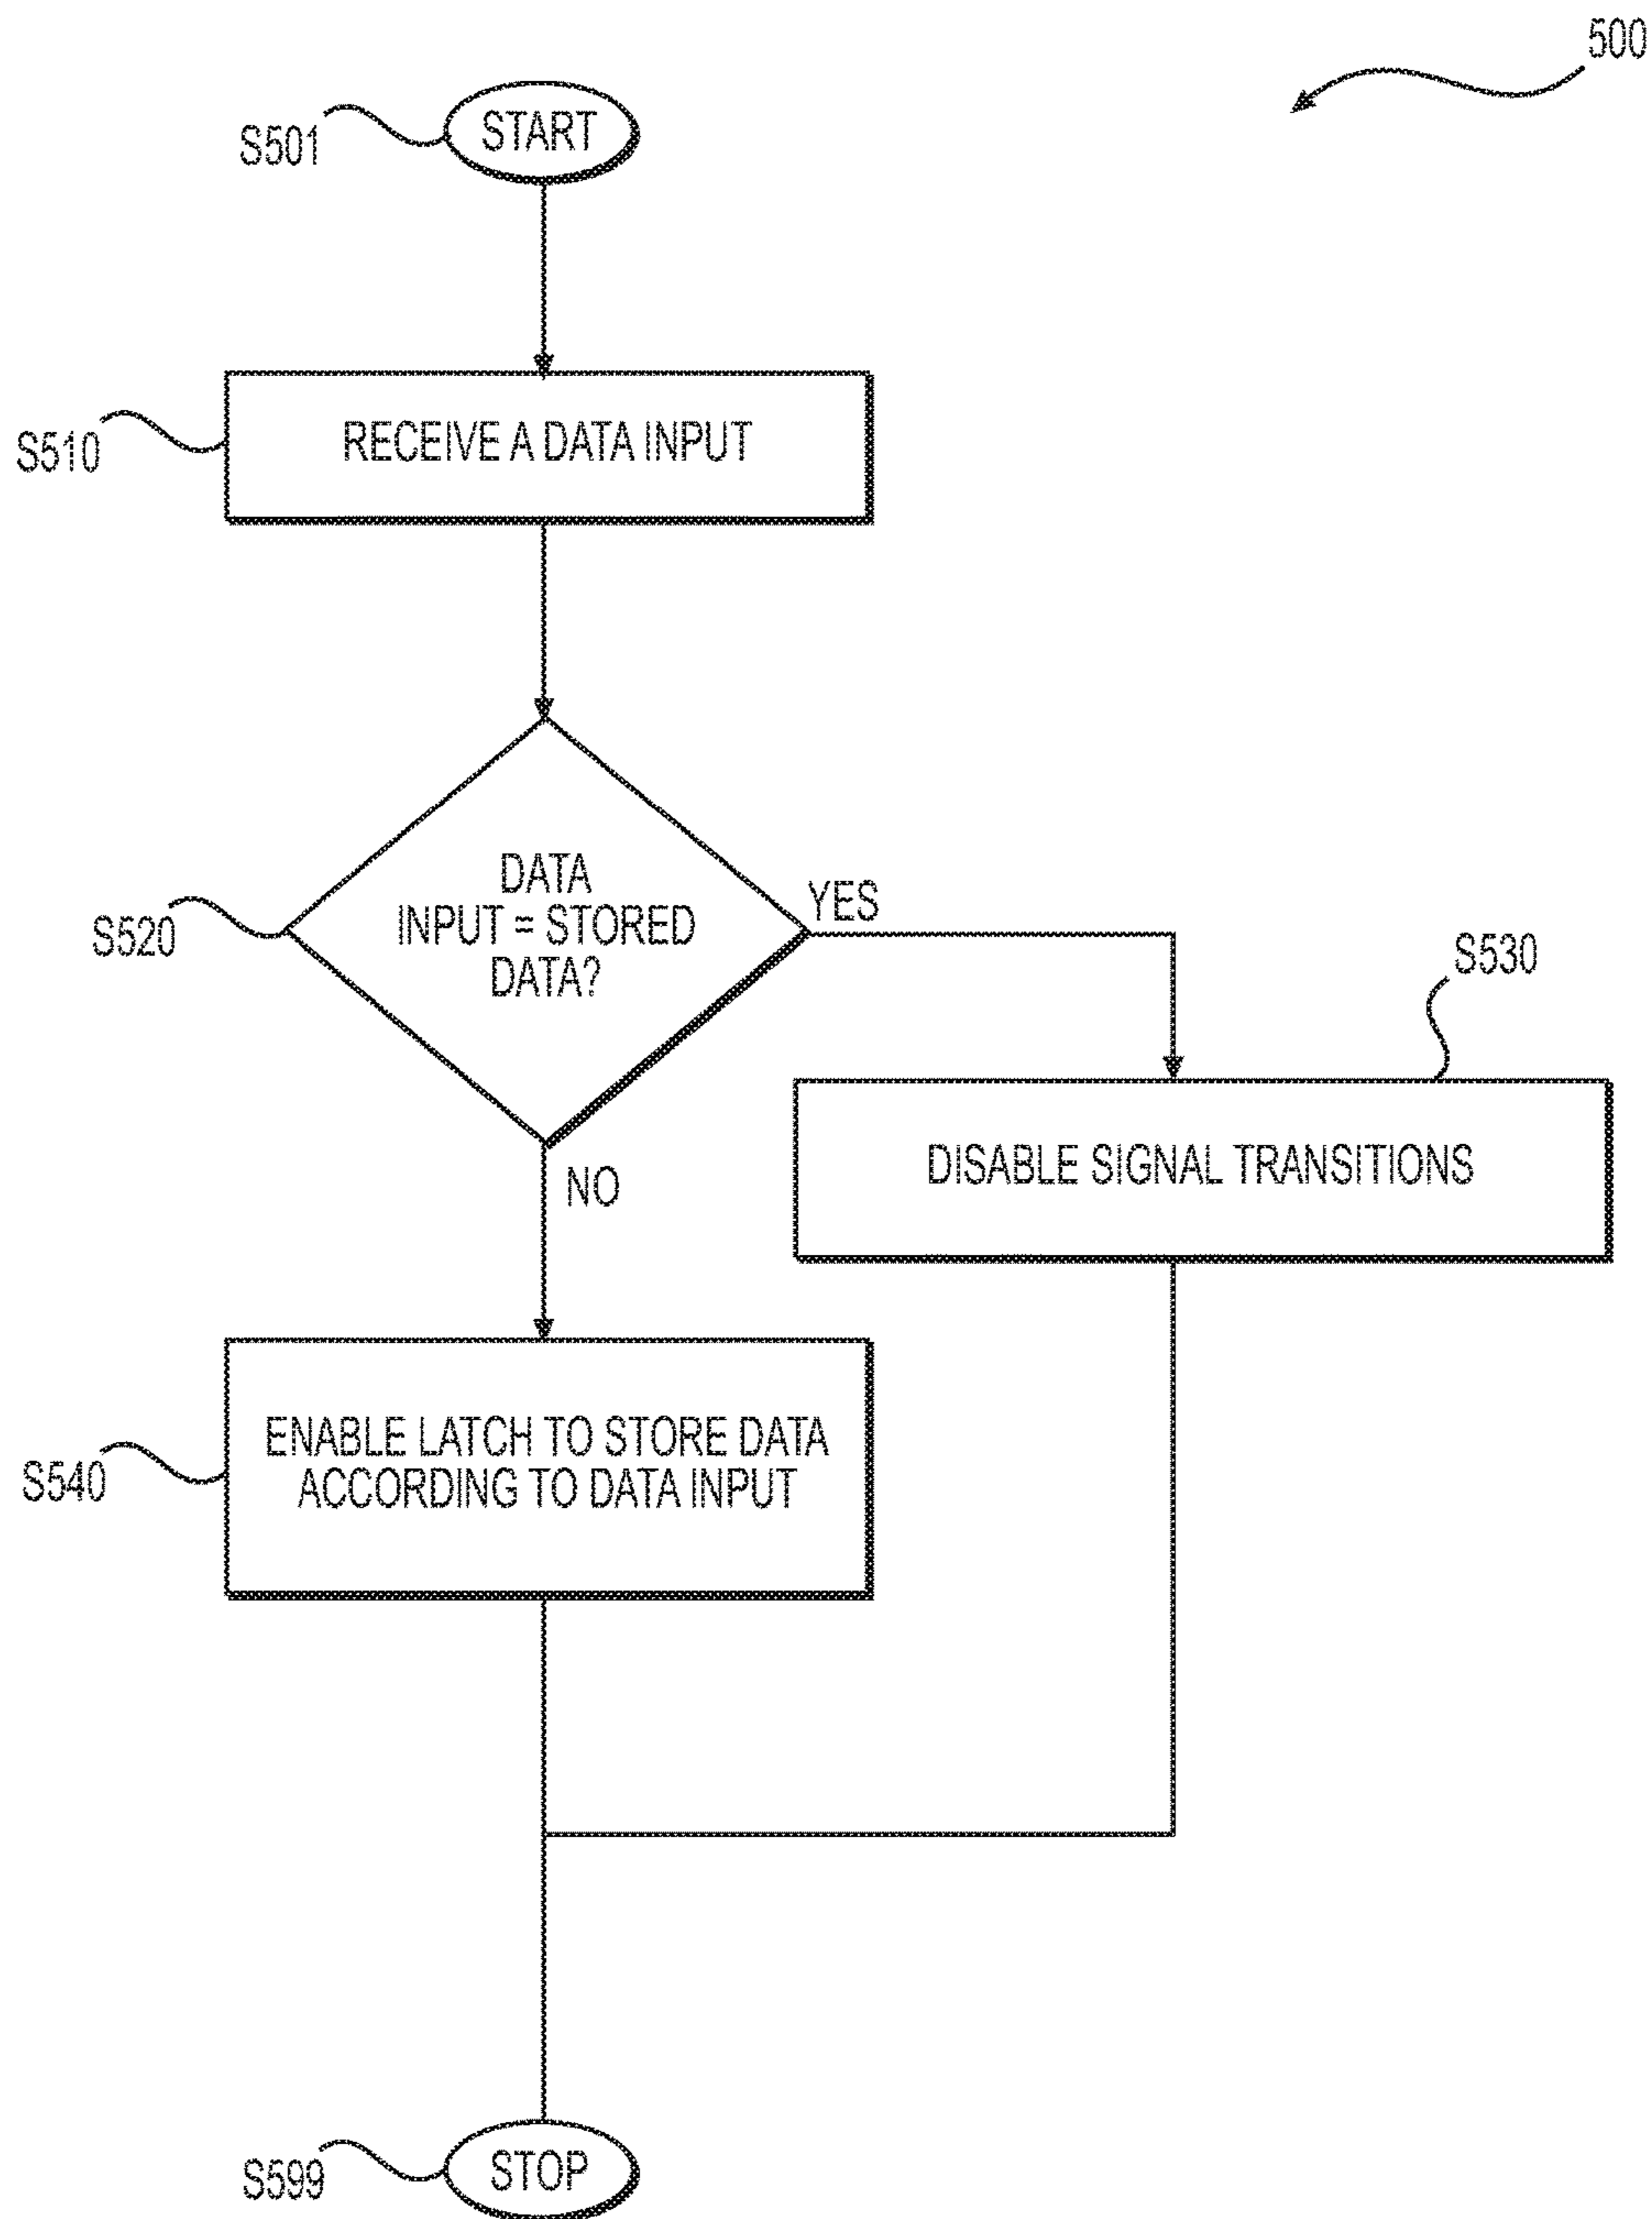 500
S501
START
S510
RECEIVE A DATA INPUT
S520
DATA
INPUT = STORED
DATA?
YES
S530
DISABLE SIGNAL TRANSITIONS
NO
S540
ENABLE LATCH TO STORE DATA
ACCORDING TO DATA INPUT
S599
STOP